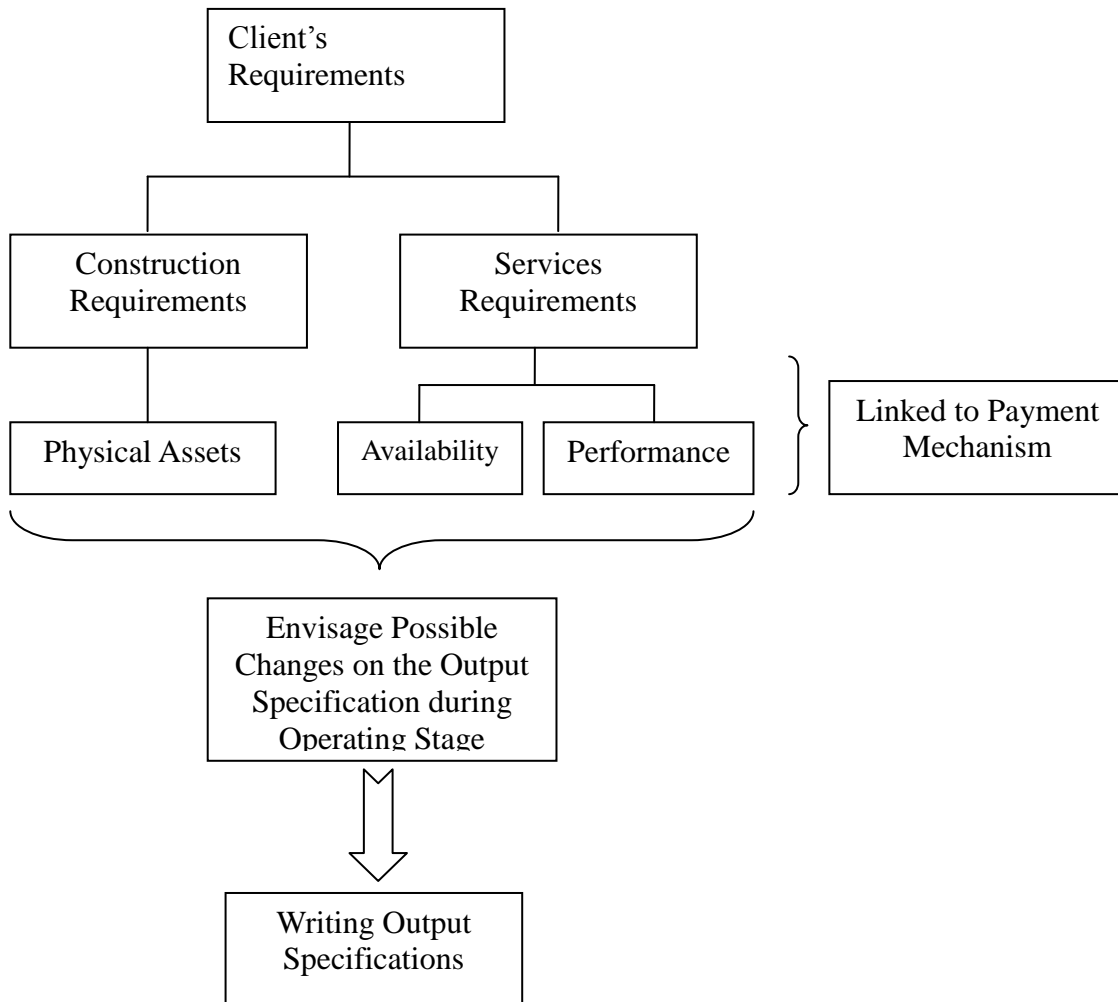 Client’s
Requirements
Construction
Requirements
Services
Requirements
Physical Assets
Availability
Performance
Linked to Payment
Mechanism
Envisage Possible
Changes on the Output
Specification during
Operating Stage
Writing Output
Specifications